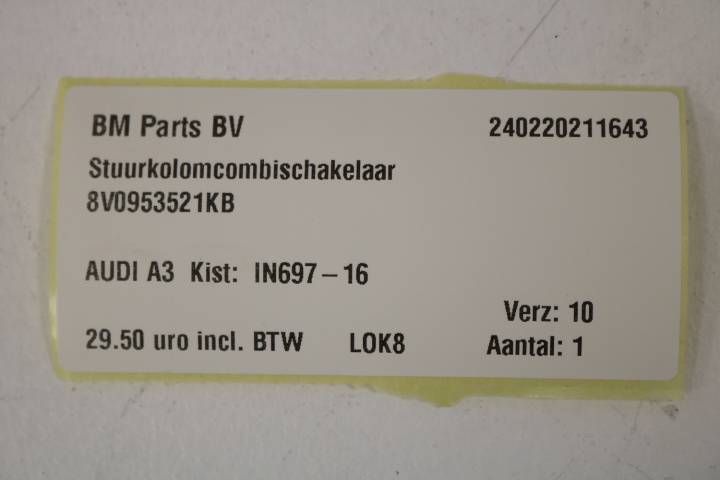 BM Parts BV 240220211643
Stuurkolomcombischakelaar
8V0953521KB
AUDI A3 Kist: IN697-16
Verz: 10
29.50 uro incl. BTW LOK8 Aantal: 1